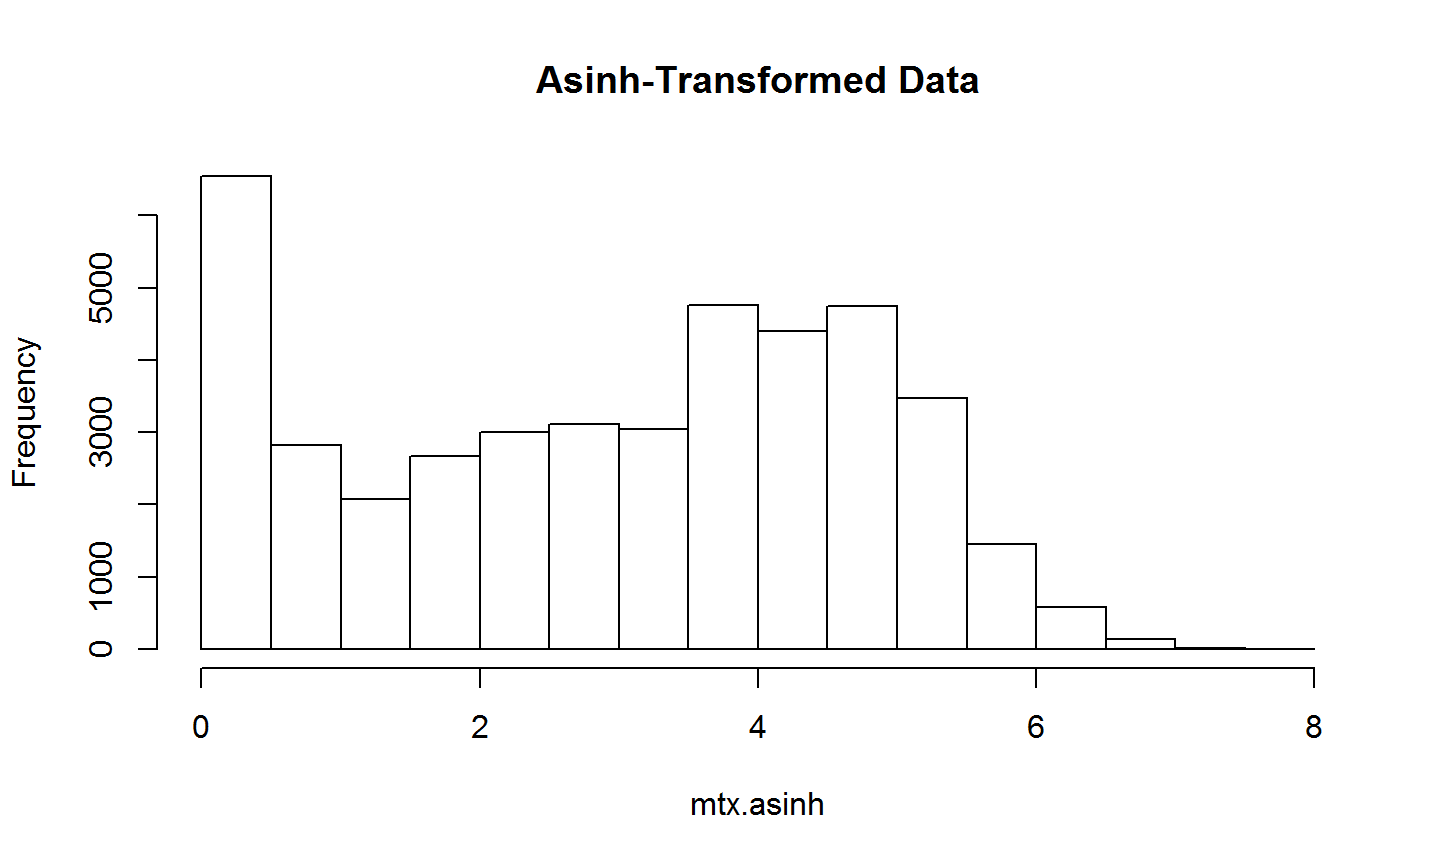 Asinh-Transformed Data
Frequency
5000
3000
1000
0
0 2 4 6 8
mtx.asinh